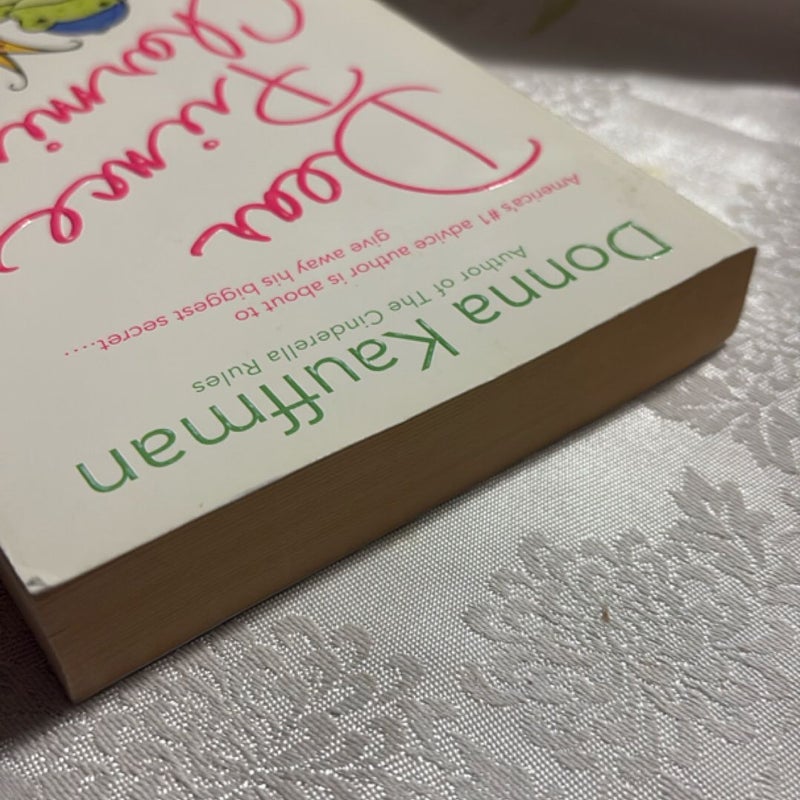 Donna Kauffman
Author of The Cinderella Rules
America's #1 advice author is about to
give away his biggest secret....
Dear
Prince
Charmin